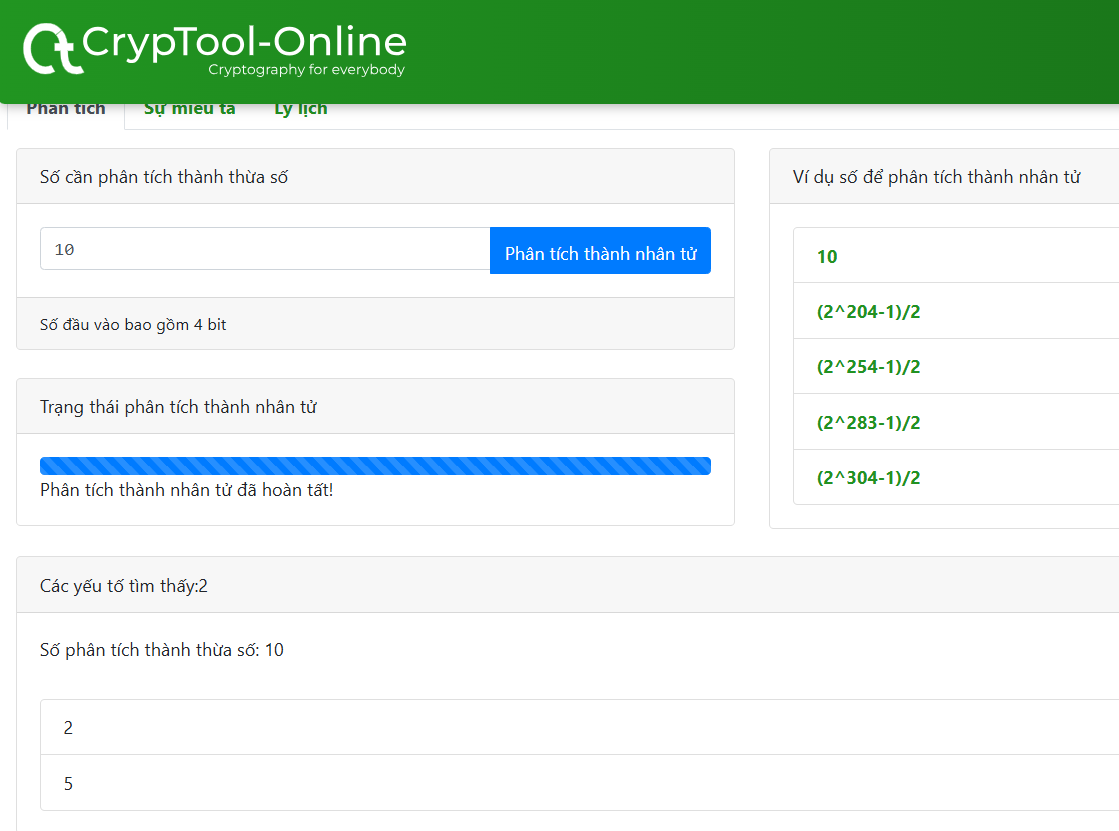 CrypTool-Online
Cryptography for everybody
Phân tích
Sự miêu tả
Lý lịch
Số cần phân tích thành thừa số
10
Phân tích thành nhân tử
Số đầu vào bao gồm 4 bit
Trạng thái phân tích thành nhân tử
Phân tích thành nhân tử đã hoàn tất!
Ví dụ số để phân tích thành nhân tử
10
(2^204-1)/2
(2^254-1)/2
(2^283-1)/2
(2^304-1)/2
Các yếu tố tìm thấy:2
Số phân tích thành thừa số: 10
2
5